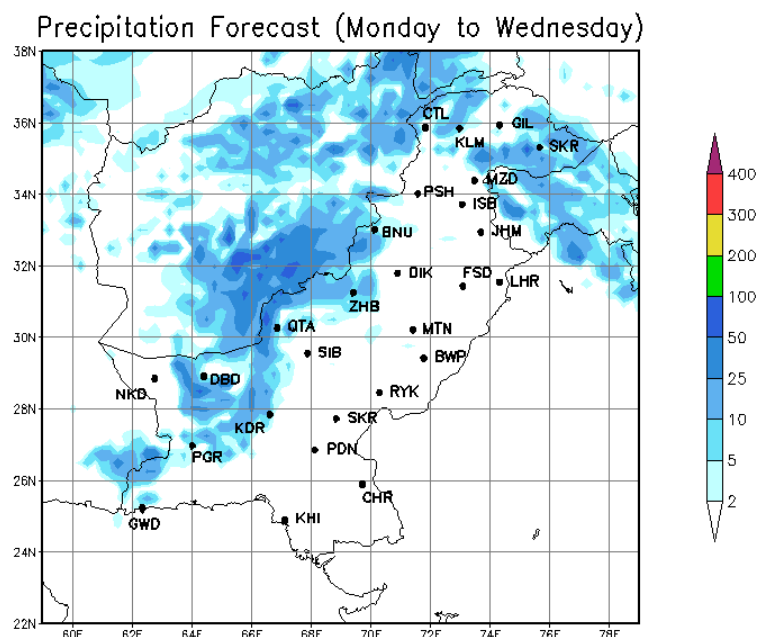 Precipitation Forecast (Monday to Wednesday)
38N
36N
34N
32N
30N
28N
26N
24N
22N
60E 62E 64E 66E 68E 70E 72E 74E 76E 78E
CTL
GIL
KLM
SKR
MZD
PSH
ISB
BNU
JHM
DIK
FSD
LHR
ZHB
QTA
MTN
SIB
BWP
DBD
NKD
RYK
KDR
SKR
PGR
PDN
CHR
GWD
KHI
400
300
200
100
50
25
10
5
2